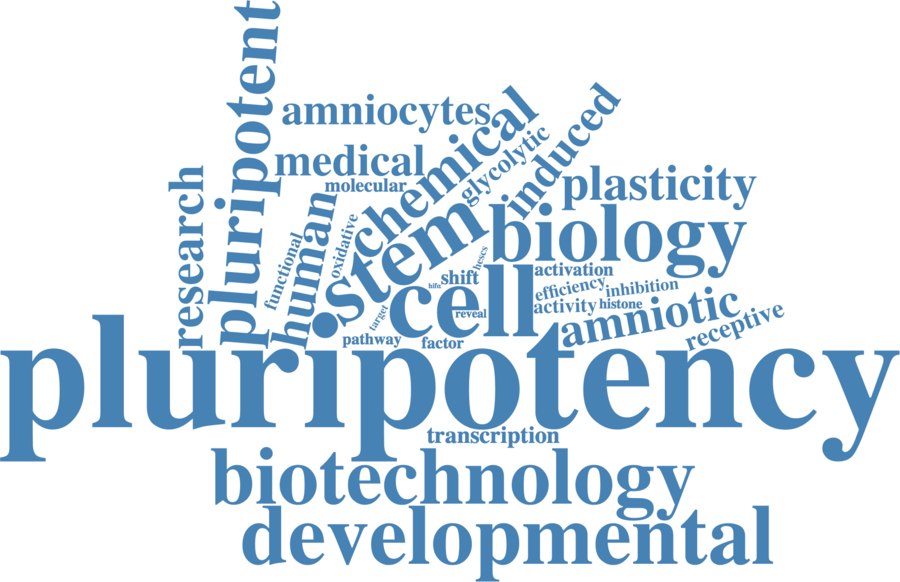 pluripotent
amniocytes
chemical
induced
medical
glycolytic
molecular
plasticity
research
human
stem
biology
oxidative
functional
hescs
activation
shift
cell
efficiency
inhibition
hifα
activity
histone
reveal
target
amniotic
receptive
pathway
factor
pluripotency
transcription
biotechnology
developmental